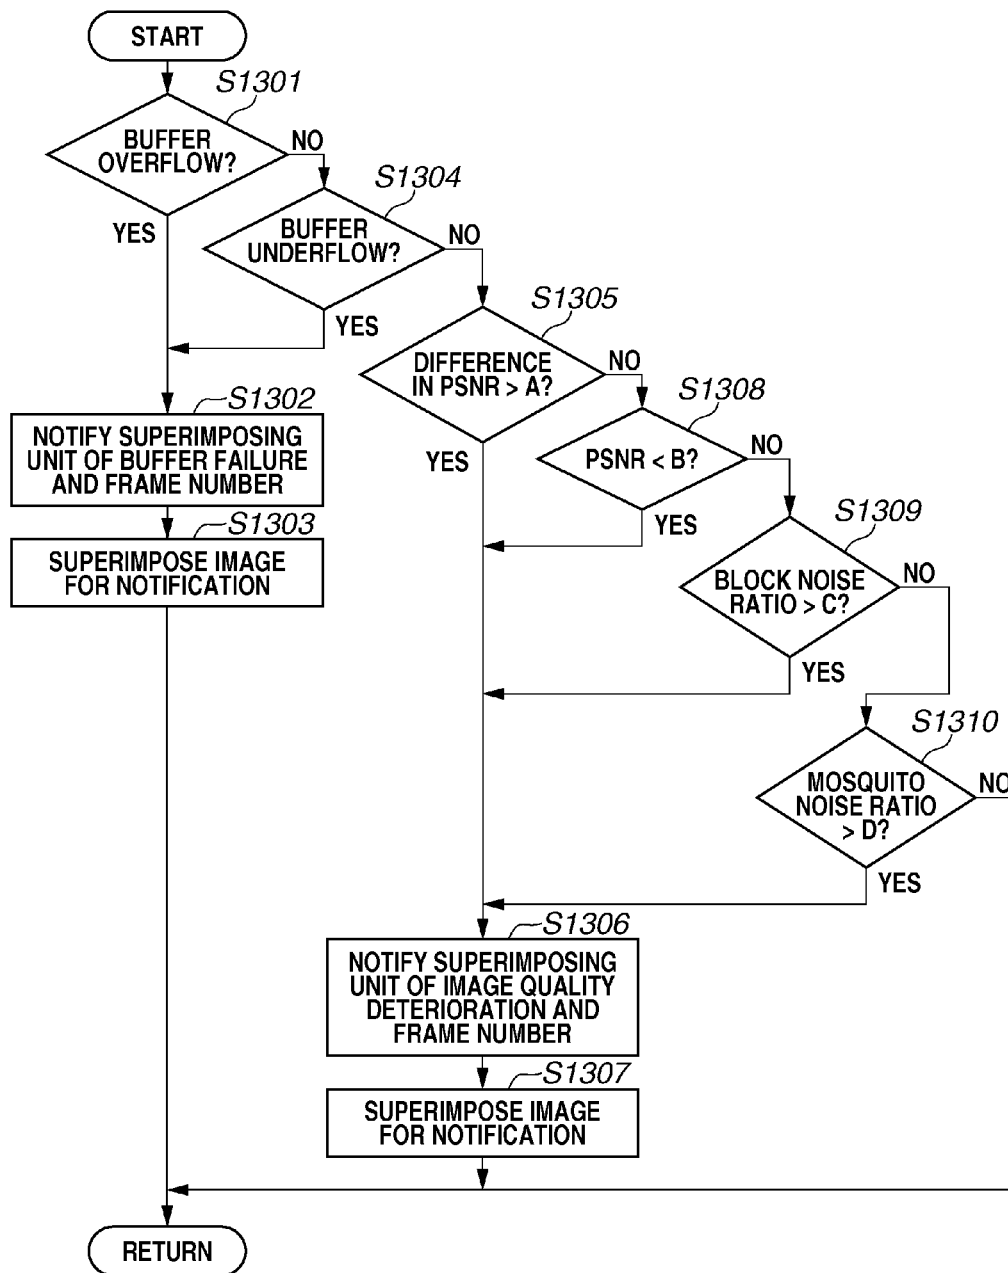 START
S1301
BUFFER
OVERFLOW?
NO
YES
S1304
BUFFER
UNDERFLOW?
NO
YES
S1305
DIFFERENCE
IN PSNR > A?
NO
YES
S1308
PSNR < B?
NO
YES
S1302
NOTIFY SUPERIMPOSING
UNIT OF BUFFER FAILURE
AND FRAME NUMBER
S1303
SUPERIMPOSE IMAGE
FOR NOTIFICATION
S1309
BLOCK NOISE
RATIO > C?
NO
YES
S1310
MOSQUITO
NOISE RATIO
> D?
NO
YES
S1306
NOTIFY SUPERIMPOSING
UNIT OF IMAGE QUALITY
DETERIORATION AND
FRAME NUMBER
S1307
SUPERIMPOSE IMAGE
FOR NOTIFICATION
RETURN